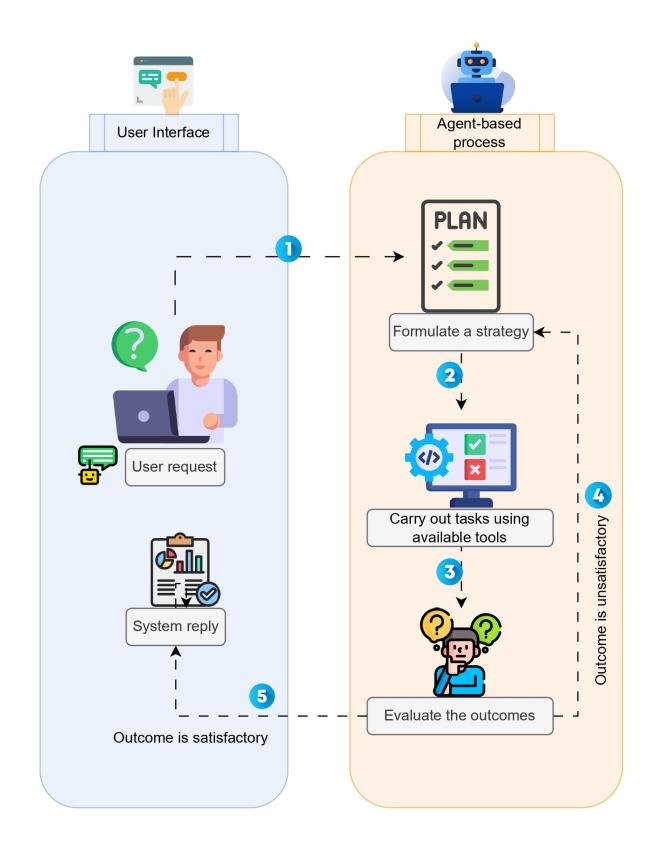 User Interface
Agent-based
process
1
PLAN
Formulate a strategy
2
User request
4
Carry out tasks using
available tools
Outcome is unsatisfactory
3
System reply
5
Evaluate the outcomes
Outcome is satisfactory